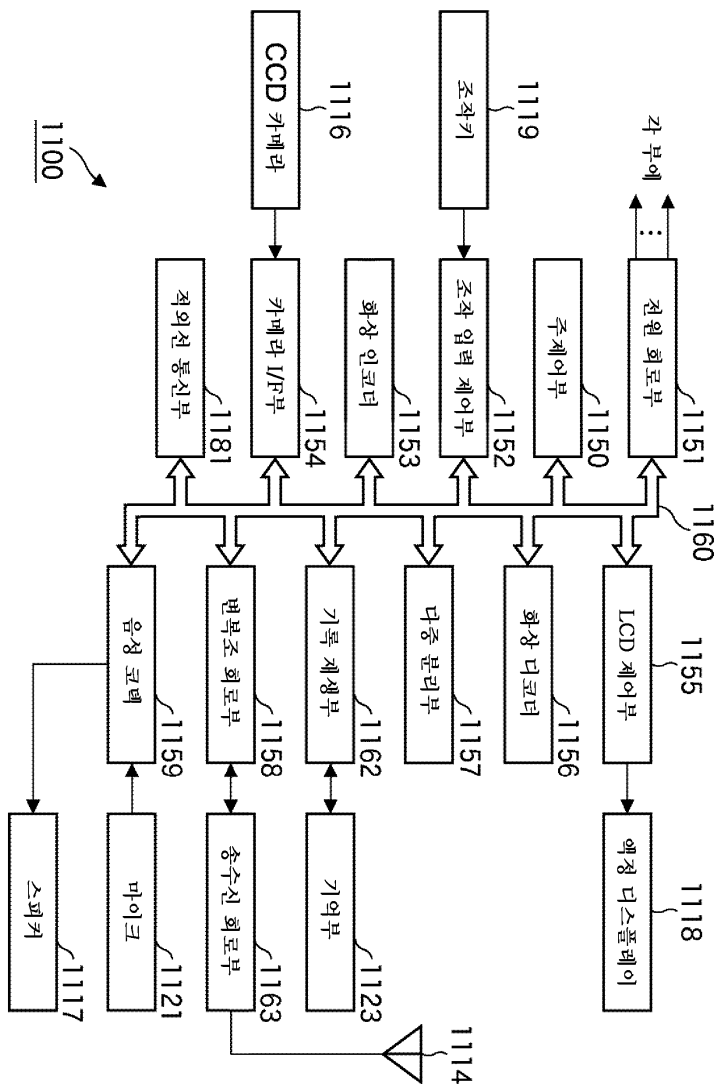 1100
CCD 카메라
1116
조작키
1119
각 부에
...
적외선 통신부
1181
카메라 I/F부
1154
화상 인코더
1153
조작 입력 제어부
1152
주제어부
1150
전원 회로부
1151
1160
음성 코덱
1159
변복조 회로부
1158
기록 재생부
1162
다중 분리부
1157
화상 디코더
1156
LCD 제어부
1155
스피커
1117
마이크
1121
송수신 회로부
1163
기억부
1123
액정 디스플레이
1118
1114